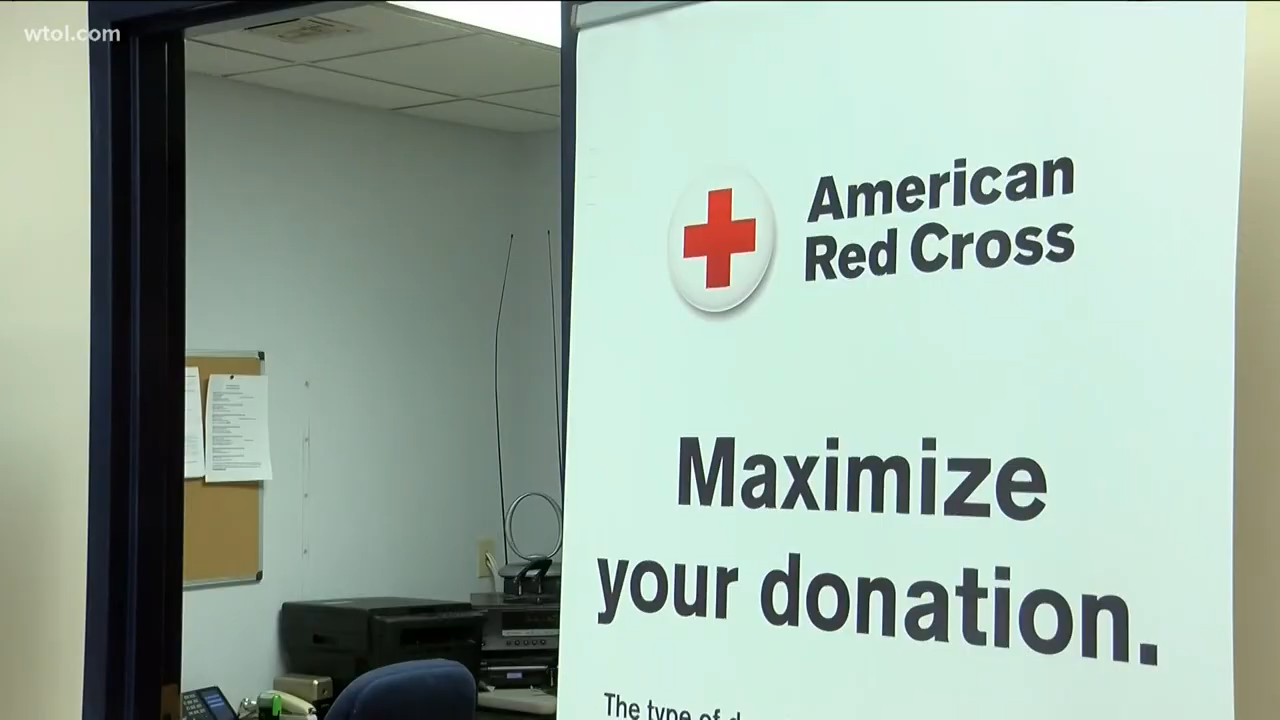 wtol.com
American
Red Cross
Maximize
your donation.
The type of